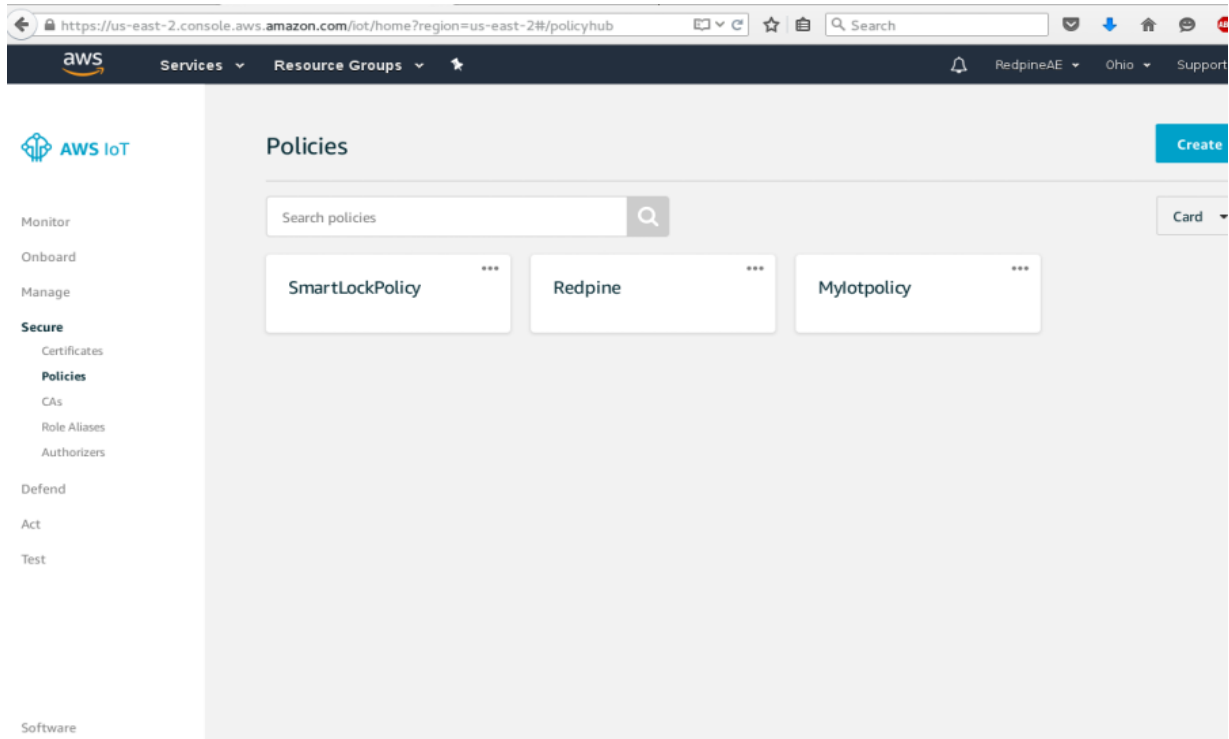 https://us-east-2.console.aws.amazon.com/iot/home?region=us-east-2#/policyhub
Search
aws
Services
Resource Groups
RedpineAE
Ohio
Support
AWS IoT
Policies
Create
Search policies
Card
Monitor
Onboard
Manage
Secure
Certificates
Policies
CAs
Role Aliases
Authorizers
Defend
Act
Test
Software
SmartLockPolicy
Redpine
MyIotpolicy